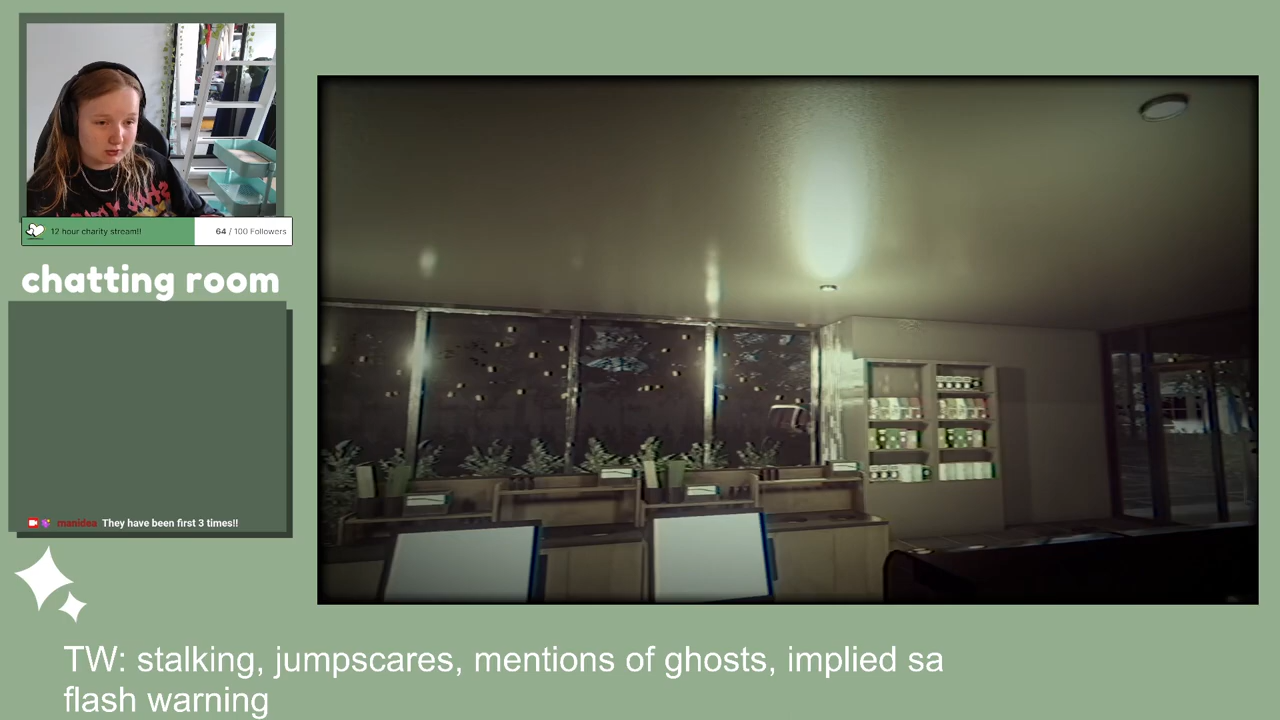 12 hour charity stream!!
64 / 100 Followers
chatting room
manidea They have been first 3 times!!
TW: stalking, jumpscares, mentions of ghosts, implied sa
flash warning